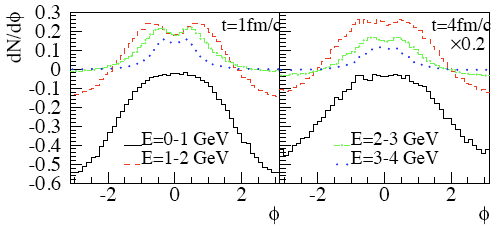 dN/dϕ
0.3
0.2
0.1
0
-0.1
-0.2
-0.3
-0.4
-0.5
-0.6
t=1fm/c
t=4fm/c
×0.2
E=0-1 GeV
E=1-2 GeV
E=2-3 GeV
E=3-4 GeV
-2 0 2
-2 0 2
ϕ
ϕ